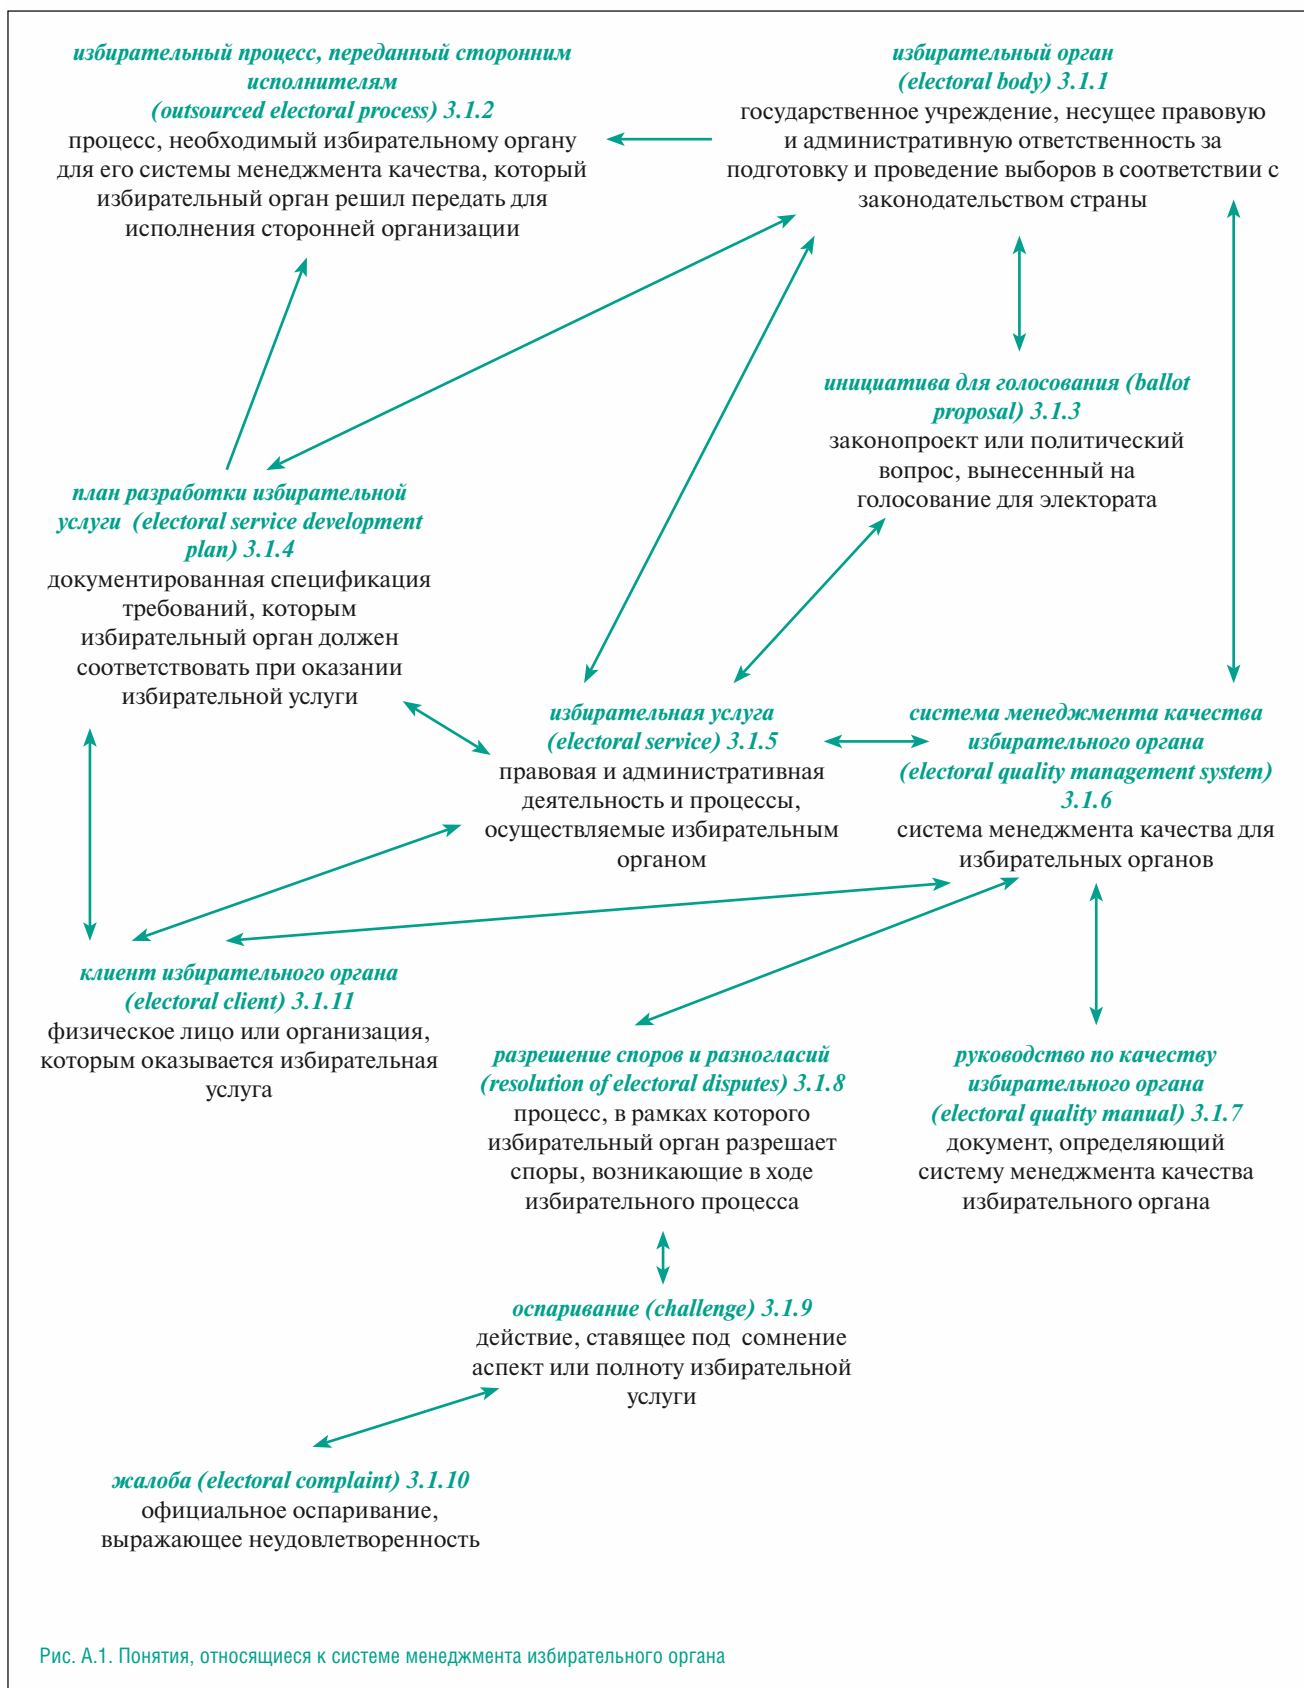 избирательный процесс, переданный сторонним
исполнителям
(outsourced electoral process) 3.1.2
процесс, необходимый избирательному органу
для его системы менеджмента качества, который
избирательный орган решил передать для
исполнения сторонней организации
избирательный орган
(electoral body) 3.1.1
государственное учреждение, несущее правовую
и административную ответственность за
подготовку и проведение выборов в соответствии с
законодательством страны
инициатива для голосования (ballot
proposal) 3.1.3
законопроект или политический
вопрос, вынесенный на
голосование для электората
план разработки избирательной
услуги (electoral service development
plan) 3.1.4
документированная спецификация
требований, которым
избирательный орган должен
соответствовать при оказании
избирательной услуги
избирательная услуга
(electoral service) 3.1.5
правовая и административная
деятельность и процессы,
осуществляемые избирательным
органом
система менеджмента качества
избирательного органа
(electoral quality management system)
3.1.6
система менеджмента качества для
избирательных органов
клиент избирательного органа
(electoral client) 3.1.11
физическое лицо или организация,
которым оказывается избирательная
услуга
разрешение споров и разногласий
(resolution of electoral disputes) 3.1.8
процесс, в рамках которого
избирательный орган разрешает
споры, возникающие в ходе
избирательного процесса
руководство по качеству
избирательного органа
(electoral quality manual) 3.1.7
документ, определяющий
систему менеджмента качества
избирательного органа
оспаривание (challenge) 3.1.9
действие, ставящее под сомнение
аспект или полноту избирательной
услуги
жалоба (electoral complaint) 3.1.10
официальное оспаривание,
выражающее неудовлетворенность
Рис. А.1. Понятия, относящиеся к системе менеджмента избирательного органа